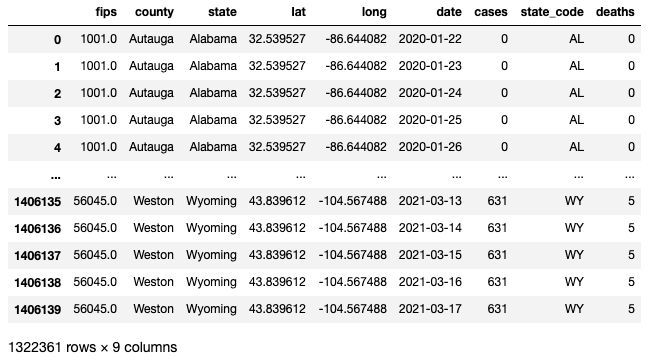 fips county state lat long date cases state_code deaths
0 1001.0 Autauga Alabama 32.539527 -86.644082 2020-01-22 0 AL 0
1 1001.0 Autauga Alabama 32.539527 -86.644082 2020-01-23 0 AL 0
2 1001.0 Autauga Alabama 32.539527 -86.644082 2020-01-24 0 AL 0
3 1001.0 Autauga Alabama 32.539527 -86.644082 2020-01-25 0 AL 0
4 1001.0 Autauga Alabama 32.539527 -86.644082 2020-01-26 0 AL 0
... ... ... ... ... ... ... ... ... ...
1406135 56045.0 Weston Wyoming 43.839612 -104.567488 2021-03-13 631 WY 5
1406136 56045.0 Weston Wyoming 43.839612 -104.567488 2021-03-14 631 WY 5
1406137 56045.0 Weston Wyoming 43.839612 -104.567488 2021-03-15 631 WY 5
1406138 56045.0 Weston Wyoming 43.839612 -104.567488 2021-03-16 631 WY 5
1406139 56045.0 Weston Wyoming 43.839612 -104.567488 2021-03-17 631 WY 5
1322361 rows × 9 columns